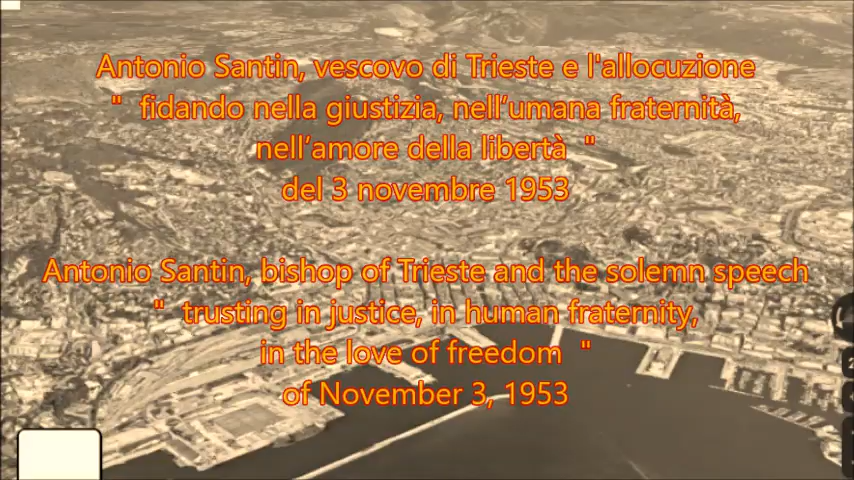 Antonio Santin, vescovo di Trieste e l'allocuzione
" fidando nella giustizia, nell’umana fraternità,
nell’amore della libertà "
del 3 novembre 1953
Antonio Santin, bishop of Trieste and the solemn speech
" trusting in justice, in human fraternity,
in the love of freedom "
of November 3, 1953